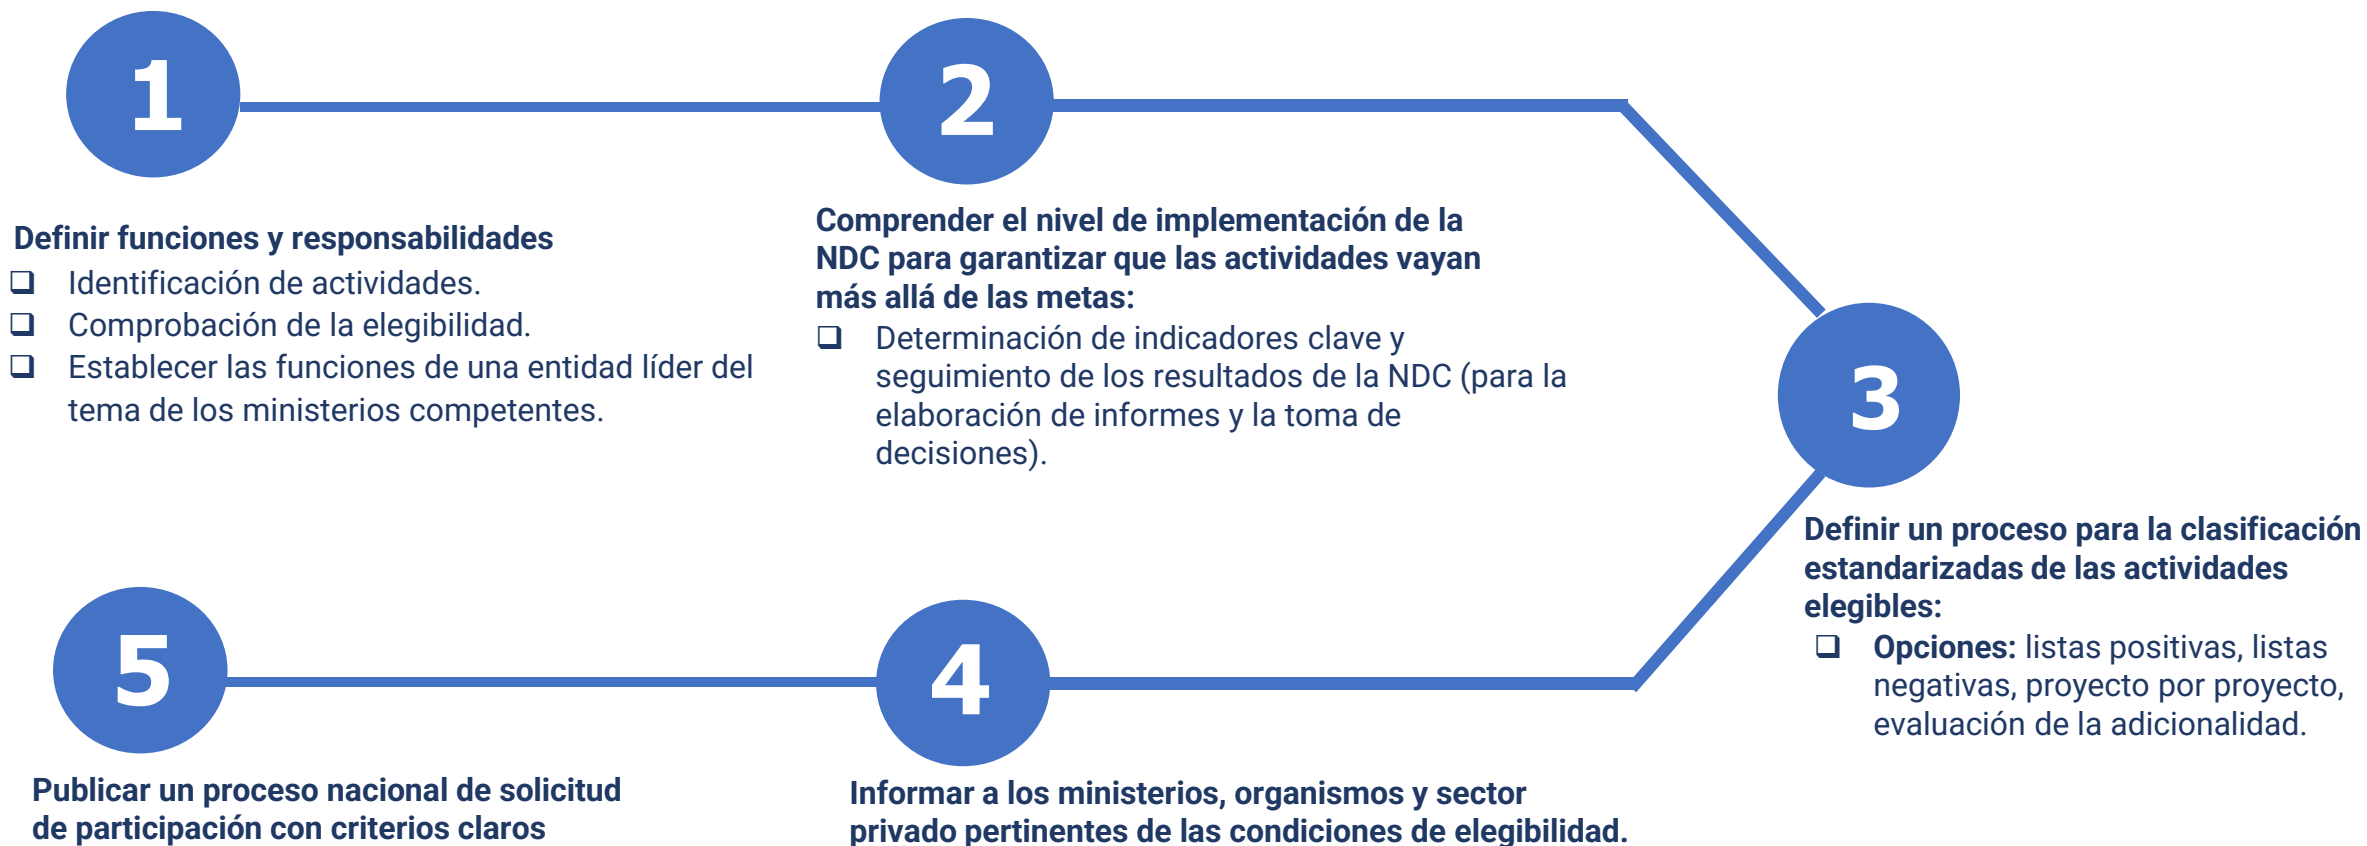 1
Definir funciones y responsabilidades
❑ Identificación de actividades.
❑ Comprobación de la elegibilidad.
❑ Establecer las funciones de una entidad líder del
tema de los ministerios competentes.
2
Comprender el nivel de implementación de la
NDC para garantizar que las actividades vayan
más allá de las metas:
❑ Determinación de indicadores clave y
seguimiento de los resultados de la NDC (para la
elaboración de informes y la toma de
decisiones).
3
Definir un proceso para la clasificación
estandarizadas de las actividades
elegibles:
❑ Opciones: listas positivas, listas
negativas, proyecto por proyecto,
evaluación de la adicionalidad.
4
Informar a los ministerios, organismos y sector
privado pertinentes de las condiciones de elegibilidad.
5
Publicar un proceso nacional de solicitud
de participación con criterios claros